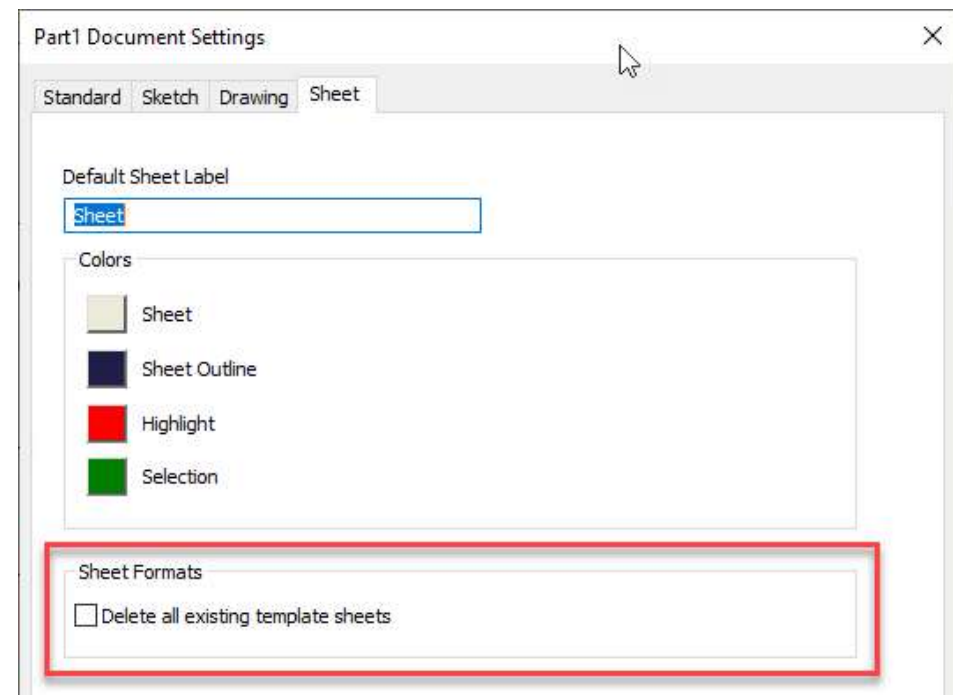 Part1 Document Settings
Standard Sketch Drawing Sheet
Default Sheet Label
Sheet
Colors
Sheet
Sheet Outline
Highlight
Selection
Sheet Formats
Delete all existing template sheets